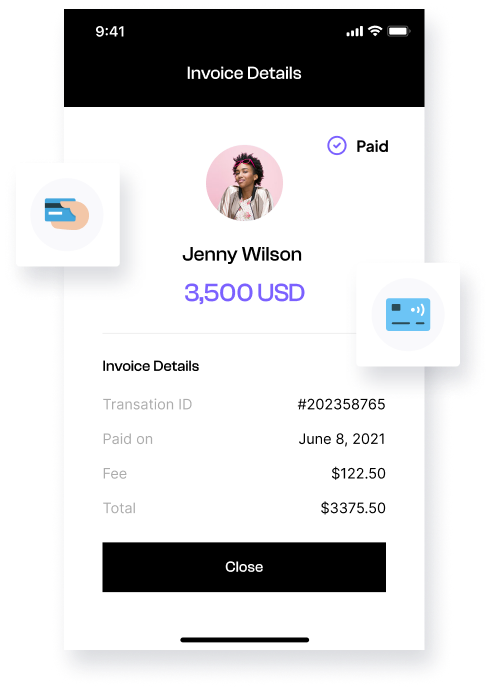 9:41
Invoice Details
Paid
Jenny Wilson
3,500 USD
Invoice Details
Transation ID #202358765
Paid on June 8, 2021
Fee $122.50
Total $3375.50
Close